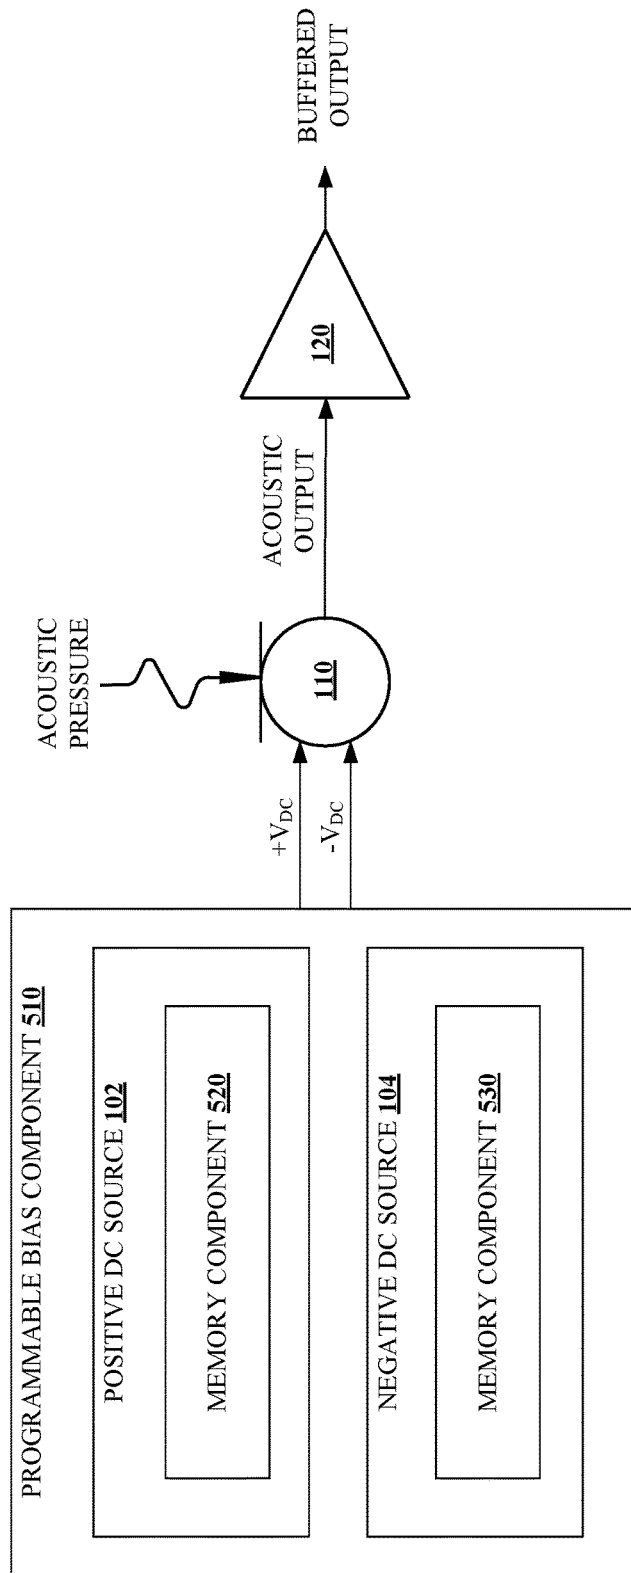 PROGRAMMABLE BIAS COMPONENT 510
POSITIVE DC SOURCE 102
MEMORY COMPONENT 520
NEGATIVE DC SOURCE 104
MEMORY COMPONENT 530
+VDC
-VDC
ACOUSTIC
PRESSURE
110
ACOUSTIC
OUTPUT
120
BUFFERED
OUTPUT